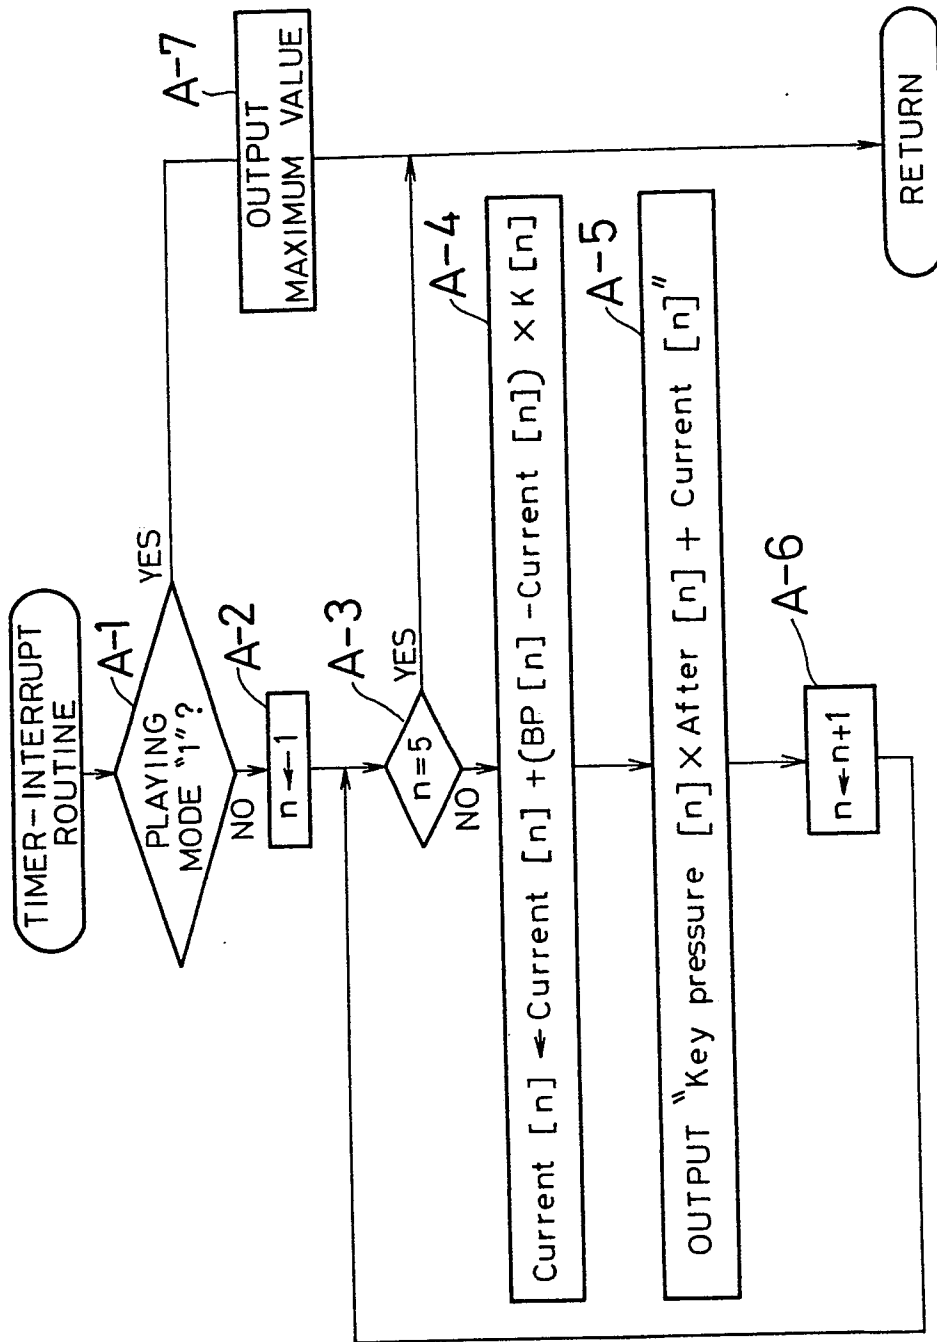 TIMER-INTERRUPT
ROUTINE
A-1
PLAYING
MODE "1"?
YES
NO
A-7
OUTPUT
MAXIMUM VALUE
A-2
n←1
A-3
n=5
YES
NO
A-4
Current [n] ← Current [n] +(BP [n] -Current [n]) × K [n]
A-5
OUTPUT "Key pressure [n] × After [n] + Current [n]"
A-6
n←n+1
RETURN